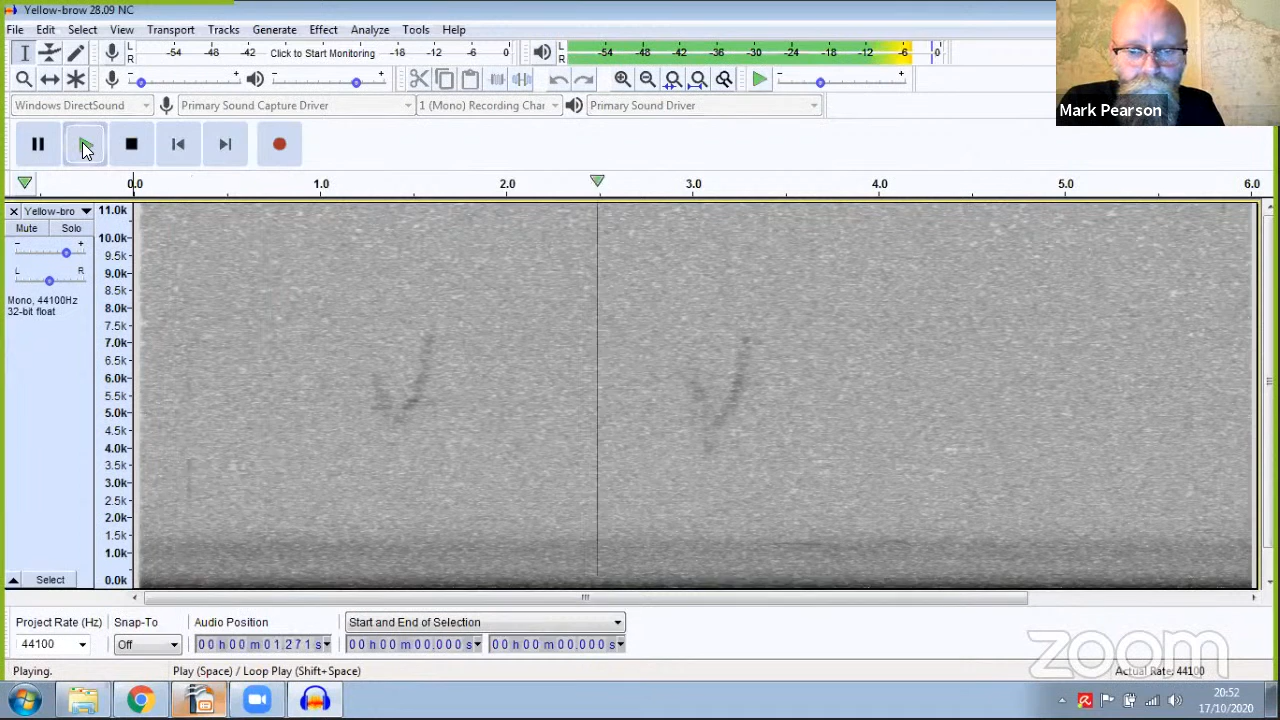 Yellow-brow 28.09 NC
File Edit Select View Transport Tracks Generate Effect Analyze Tools Help
L R -54 -48 -42 Click to Start Monitoring -18 -12 -6 0 L R -54 -48 -42 -36 -30 -24 -18 -12 -6 0
- + - + - +
Windows DirectSound Primary Sound Capture Driver 1 (Mono) Recording Char Primary Sound Driver
Mark Pearson
0.0 1.0 2.0 3.0 4.0 5.0 6.0
Yellow-bro
Mute Solo
- +
L R
Mono, 44100Hz
32-bit float
Select
11.0k
10.0k
9.5k
9.0k
8.5k
8.0k
7.5k
7.0k
6.5k
6.0k
5.5k
5.0k
4.5k
4.0k
3.5k
3.0k
2.5k
2.0k
1.5k
1.0k
0.0k
Project Rate (Hz) Snap-To Audio Position Start and End of Selection
44100 Off 00 h 00 m 01.271 s 00 h 00 m 00.000 s 00 h 00 m 00.000 s
zoom
Playing. Play (Space) / Loop Play (Shift+Space) Actual Rate: 44100
20:52
17/10/2020